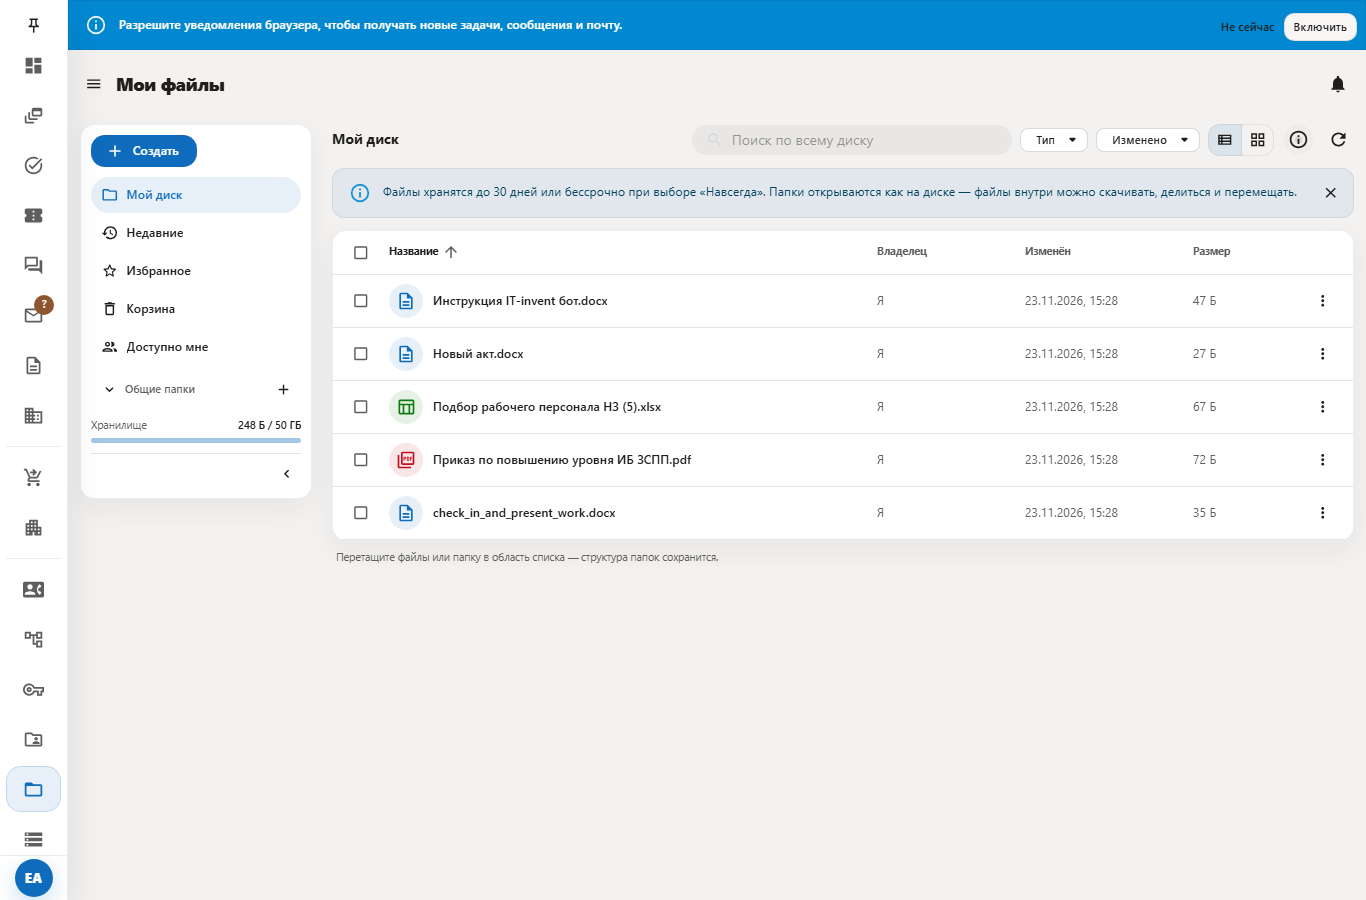 Разрешите уведомления браузера, чтобы получать новые задачи, сообщения и почту.
Не сейчас
Включить
Мои файлы
Создать
Мой диск
Недавние
Избранное
?
Корзина
Доступно мне
Общие папки
Хранилище
248 Б / 50 ГБ
Мой диск
Поиск по всему диску
Тип
Изменено
Файлы хранятся до 30 дней или бессрочно при выборе «Навсегда». Папки открываются как на диске — файлы внутри можно скачивать, делиться и перемещать.
Название Владелец Изменён Размер
Инструкция IT-invent бот.docx Я 23.11.2026, 15:28 47 Б
Новый акт.docx Я 23.11.2026, 15:28 27 Б
Подбор рабочего персонала НЗ (5).xlsx Я 23.11.2026, 15:28 67 Б
PDF Приказ по повышению уровня ИБ ЗСПП.pdf Я 23.11.2026, 15:28 72 Б
check_in_and_present_work.docx Я 23.11.2026, 15:28 35 Б
Перетащите файлы или папку в область списка — структура папок сохранится.
EA